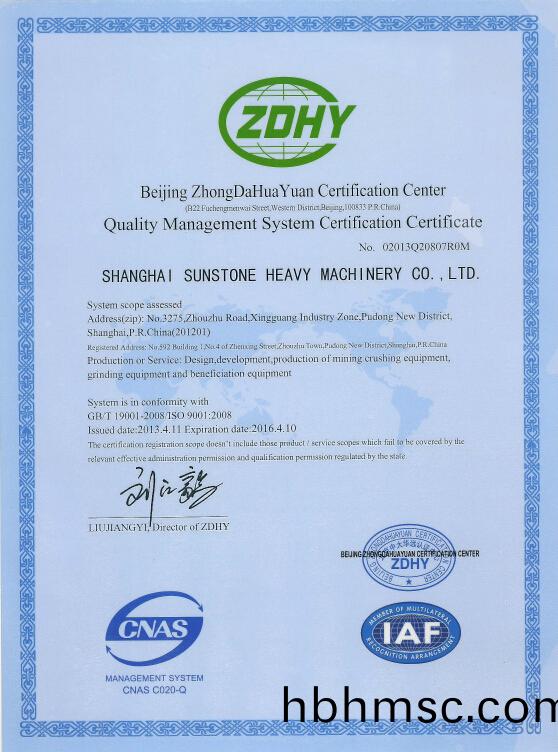 ZDHY
Beijing ZhongDaHuaYuan Certification Center
(B22 Fuchengmenwai Street,Western District,Beijing,100833 P.R.China)
Quality Management System Certification Certificate
No. 02013Q20807R0M
SHANGHAI SUNSTONE HEAVY MACHINERY CO.,LTD.
System scope assessed
Address(zip): No.3275,Zhouzhu Road,Xingguang Industry Zone,Pudong New District,
Shanghai,P.R.China(201201)
Registered Address: No.592 Building 1,No.4 of Zhenxing Street,Zhouzhu Town,Pudong New District,Shanghai,P.R.China
Production or Service: Design,development,production of mining crushing equipment,
grinding equipment and beneficiation equipment
System is in conformity with
GB/T 19001-2008/ISO 9001:2008
Issued date:2013.4.11 Expiration date:2016.4.10
The certification registration scope doesn't include those product / service scopes which fail to be covered by the
relevant effective administration permission and qualification permission regulated by the state.
LIUJIANGYI, Director of ZDHY
BEIJING ZHONGDAHUAYUAN CERTIFICATION CENTER
ZDHY
CNAS
MANAGEMENT SYSTEM
CNAS C020-Q
MEMBER OF MULTILATERAL
IAF
RECOGNITION ARRANGEMENT
hbhmsc.com